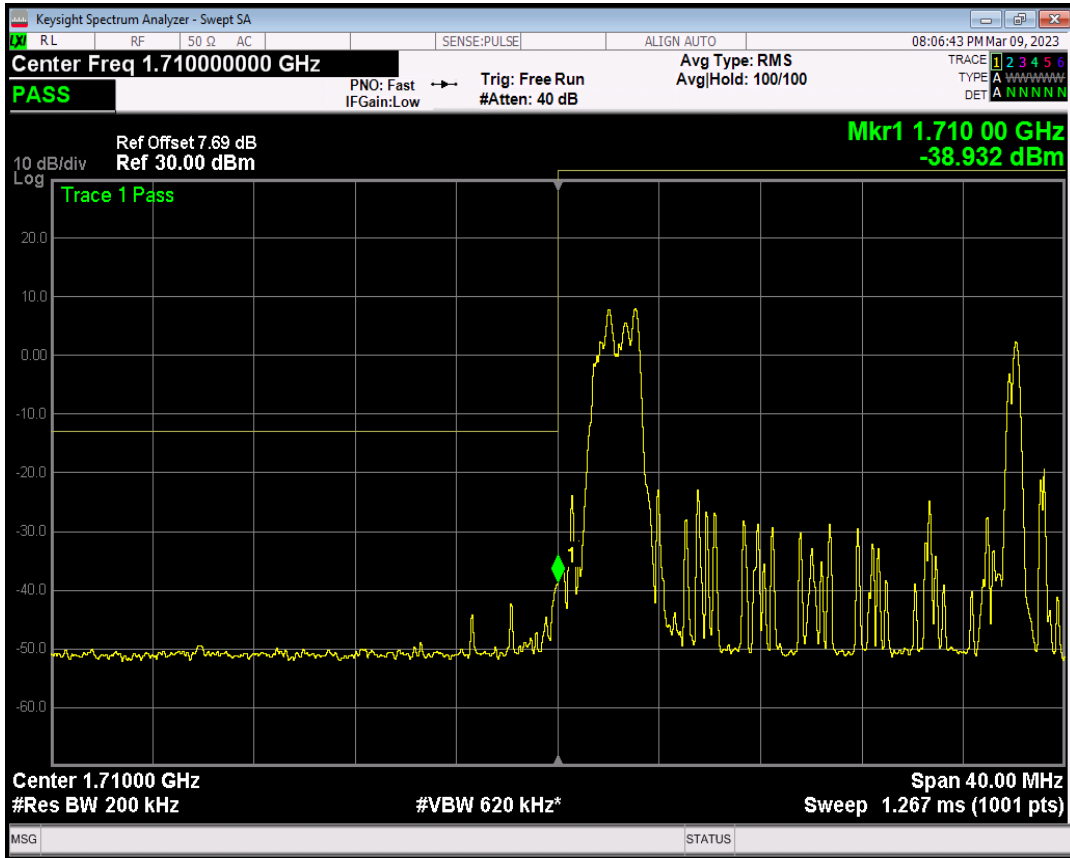 Keysight Spectrum Analyzer - Swept SA
LXI RL RF 50 Ω AC SENSE:PULSE ALIGN AUTO 08:06:43 PM Mar 09, 2023
Center Freq 1.710000000 GHz
PASS
PNO: Fast
IFGain:Low
Trig: Free Run
#Atten: 40 dB
Avg Type: RMS
Avg|Hold: 100/100
TRACE 1 2 3 4 5 6
TYPE A WWWWW
DET A N N N N N
Mkr1 1.710 00 GHz
-38.932 dBm
Ref Offset 7.69 dB
10 dB/div Ref 30.00 dBm
Log
Trace 1 Pass
20.0
10.0
0.00
-10.0
-20.0
-30.0
1
-40.0
-50.0
-60.0
Center 1.71000 GHz Span 40.00 MHz
#Res BW 200 kHz #VBW 620 kHz* Sweep 1.267 ms (1001 pts)
MSG STATUS